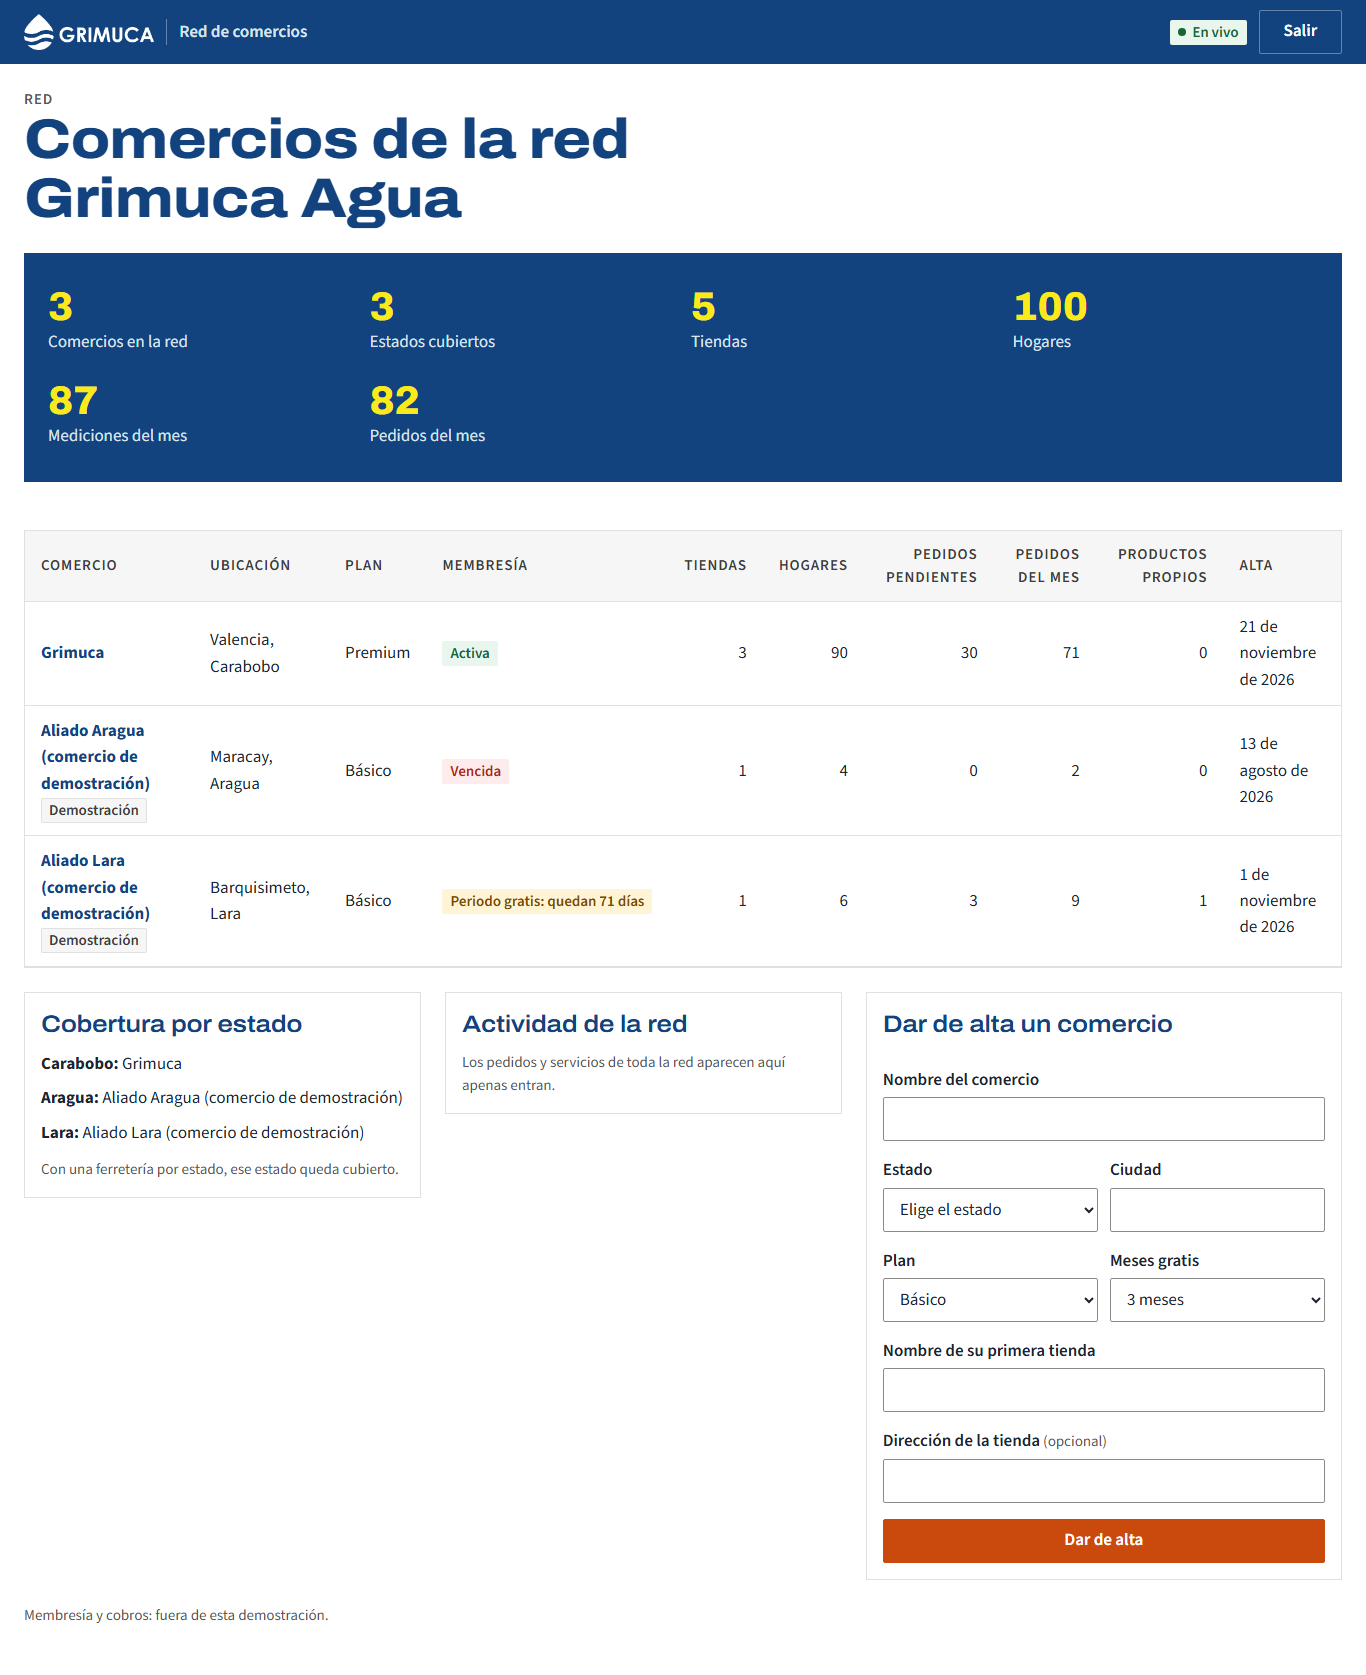 GRIMUCA
Red de comercios
En vivo
Salir
RED
Comercios de la red
Grimuca Agua
3
Comercios en la red
3
Estados cubiertos
5
Tiendas
100
Hogares
87
Mediciones del mes
82
Pedidos del mes
COMERCIO UBICACIÓN PLAN MEMBRESÍA TIENDAS HOGARES PEDIDOS PENDIENTES PEDIDOS DEL MES PRODUCTOS PROPIOS ALTA
Grimuca
Valencia,
Carabobo
Premium
Activa
3
90
30
71
0
21 de
noviembre
de 2026
Aliado Aragua
(comercio de
demostración)
Demostración
Maracay,
Aragua
Básico
Vencida
1
4
0
2
0
13 de
agosto de
2026
Aliado Lara
(comercio de
demostración)
Demostración
Barquisimeto,
Lara
Básico
Periodo gratis: quedan 71 días
1
6
3
9
1
1 de
noviembre
de 2026
Cobertura por estado
Carabobo: Grimuca
Aragua: Aliado Aragua (comercio de demostración)
Lara: Aliado Lara (comercio de demostración)
Con una ferretería por estado, ese estado queda cubierto.
Actividad de la red
Los pedidos y servicios de toda la red aparecen aquí
apenas entran.
Dar de alta un comercio
Nombre del comercio
Estado
Ciudad
Elige el estado
Plan
Meses gratis
Básico
3 meses
Nombre de su primera tienda
Dirección de la tienda (opcional)
Dar de alta
Membresía y cobros: fuera de esta demostración.